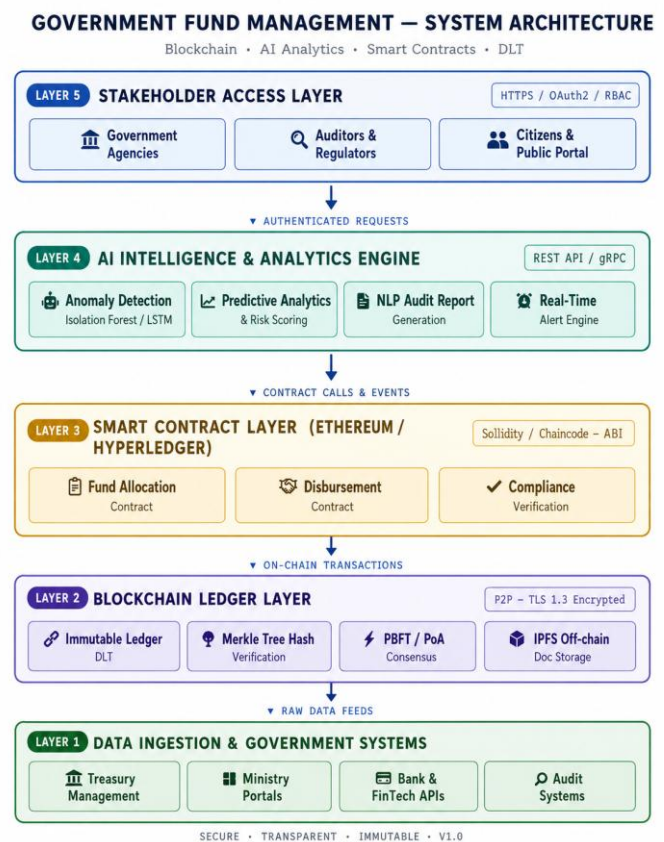 GOVERNMENT FUND MANAGEMENT — SYSTEM ARCHITECTURE
Blockchain · AI Analytics · Smart Contracts · DLT
LAYER 5 STAKEHOLDER ACCESS LAYER
HTTPS / OAuth2 / RBAC
Government
Agencies
Auditors &
Regulators
Citizens &
Public Portal
▼ AUTHENTICATED REQUESTS
LAYER 4 AI INTELLIGENCE & ANALYTICS ENGINE
REST API / gRPC
Anomaly Detection
Isolation Forest / LSTM
Predictive Analytics
& Risk Scoring
NLP Audit Report
Generation
Real-Time
Alert Engine
▼ CONTRACT CALLS & EVENTS
LAYER 3 SMART CONTRACT LAYER (ETHEREUM /
HYPERLEDGER)
Sollidity / Chaincode – ABI
Fund Allocation
Contract
Disbursement
Contract
Compliance
Verification
▼ ON-CHAIN TRANSACTIONS
LAYER 2 BLOCKCHAIN LEDGER LAYER
P2P – TLS 1.3 Encrypted
Immutable Ledger
DLT
Merkle Tree Hash
Verification
PBFT / PoA
Consensus
IPFS Off-chain
Doc Storage
▼ RAW DATA FEEDS
LAYER 1 DATA INGESTION & GOVERNMENT SYSTEMS
Treasury
Management
Ministry
Portals
Bank &
FinTech APIs
Audit
Systems
SECURE · TRANSPARENT · IMMUTABLE · V1.0